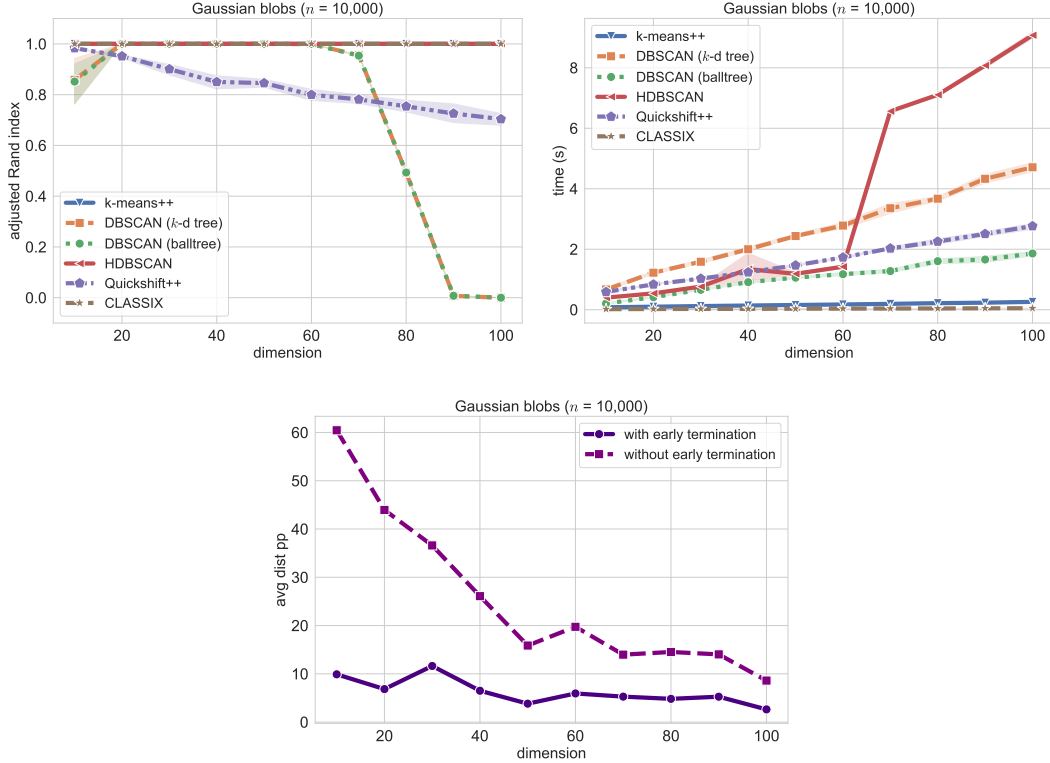 Gaussian blobs (n = 10,000)
adjusted Rand index
1.0
0.8
0.6
0.4
0.2
0.0
k-means++
DBSCAN (k-d tree)
DBSCAN (balltree)
HDBSCAN
Quickshift++
CLASSIX
20
40
60
80
100
dimension
Gaussian blobs (n = 10,000)
time (s)
8
6
4
2
0
k-means++
DBSCAN (k-d tree)
DBSCAN (balltree)
HDBSCAN
Quickshift++
CLASSIX
20
40
60
80
100
dimension
Gaussian blobs (n = 10,000)
avg dist pp
60
50
40
30
20
10
0
with early termination
without early termination
20
40
60
80
100
dimension